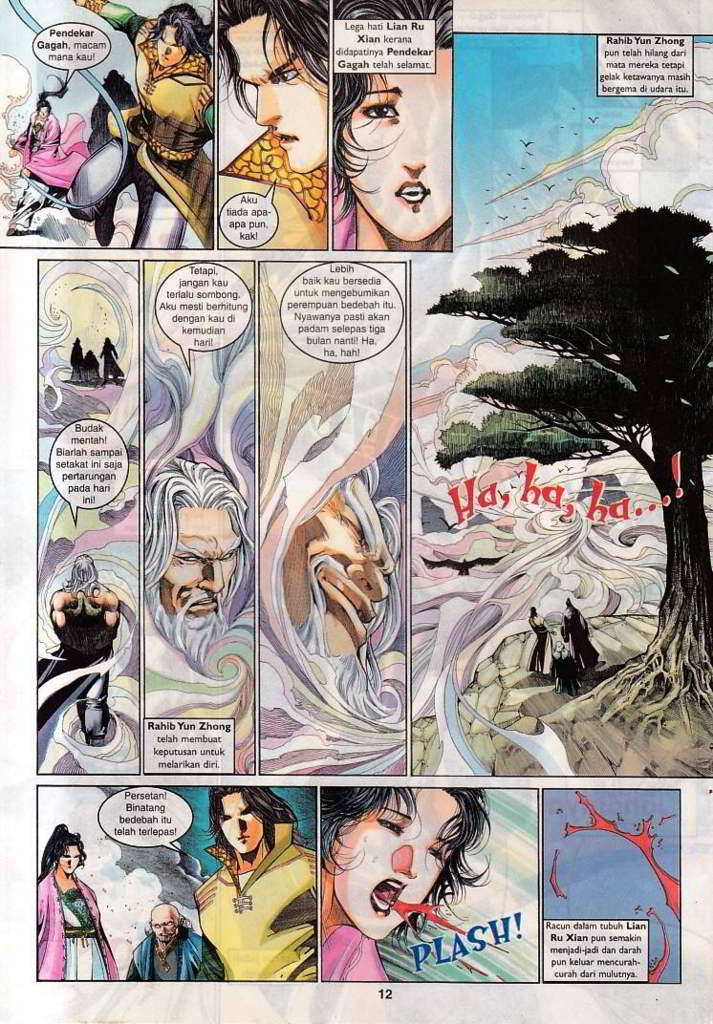 Pendekar
Gagah, macam
mana kau!
Aku
tiada apa-
apa pun,
kak!
Lega hati Lian Ru
Xian kerana
didapatinya Pendekar
Gagah telah selamat.
Rahib Yun Zhong
pun telah hilang dari
mata mereka tetapi
gelak ketawanya masih
bergema di udara itu.
Budak
mentah!
Biarlah sampai
setakat ini saja
pertarungan
pada hari
ini!
Tetapi,
jangan kau
terlalu sombong.
Aku mesti berhitung
dengan kau di
kemudian
hari!
Rahib Yun Zhong
telah membuat
keputusan untuk
melarikan diri.
Lebih
baik kau bersedia
untuk mengebumikan
perempuan bedebah itu.
Nyawanya pasti akan
padam selepas tiga
bulan nanti! Ha,
ha, hah!
Ha, ha, ha...!
Persetan!
Binatang
bedebah itu
telah terlepas!
PLASH!
Racun dalam tubuh Lian
Ru Xian pun semakin
menjadi-jadi dan darah
pun keluar mencurah-
curah dari mulutnya.
12